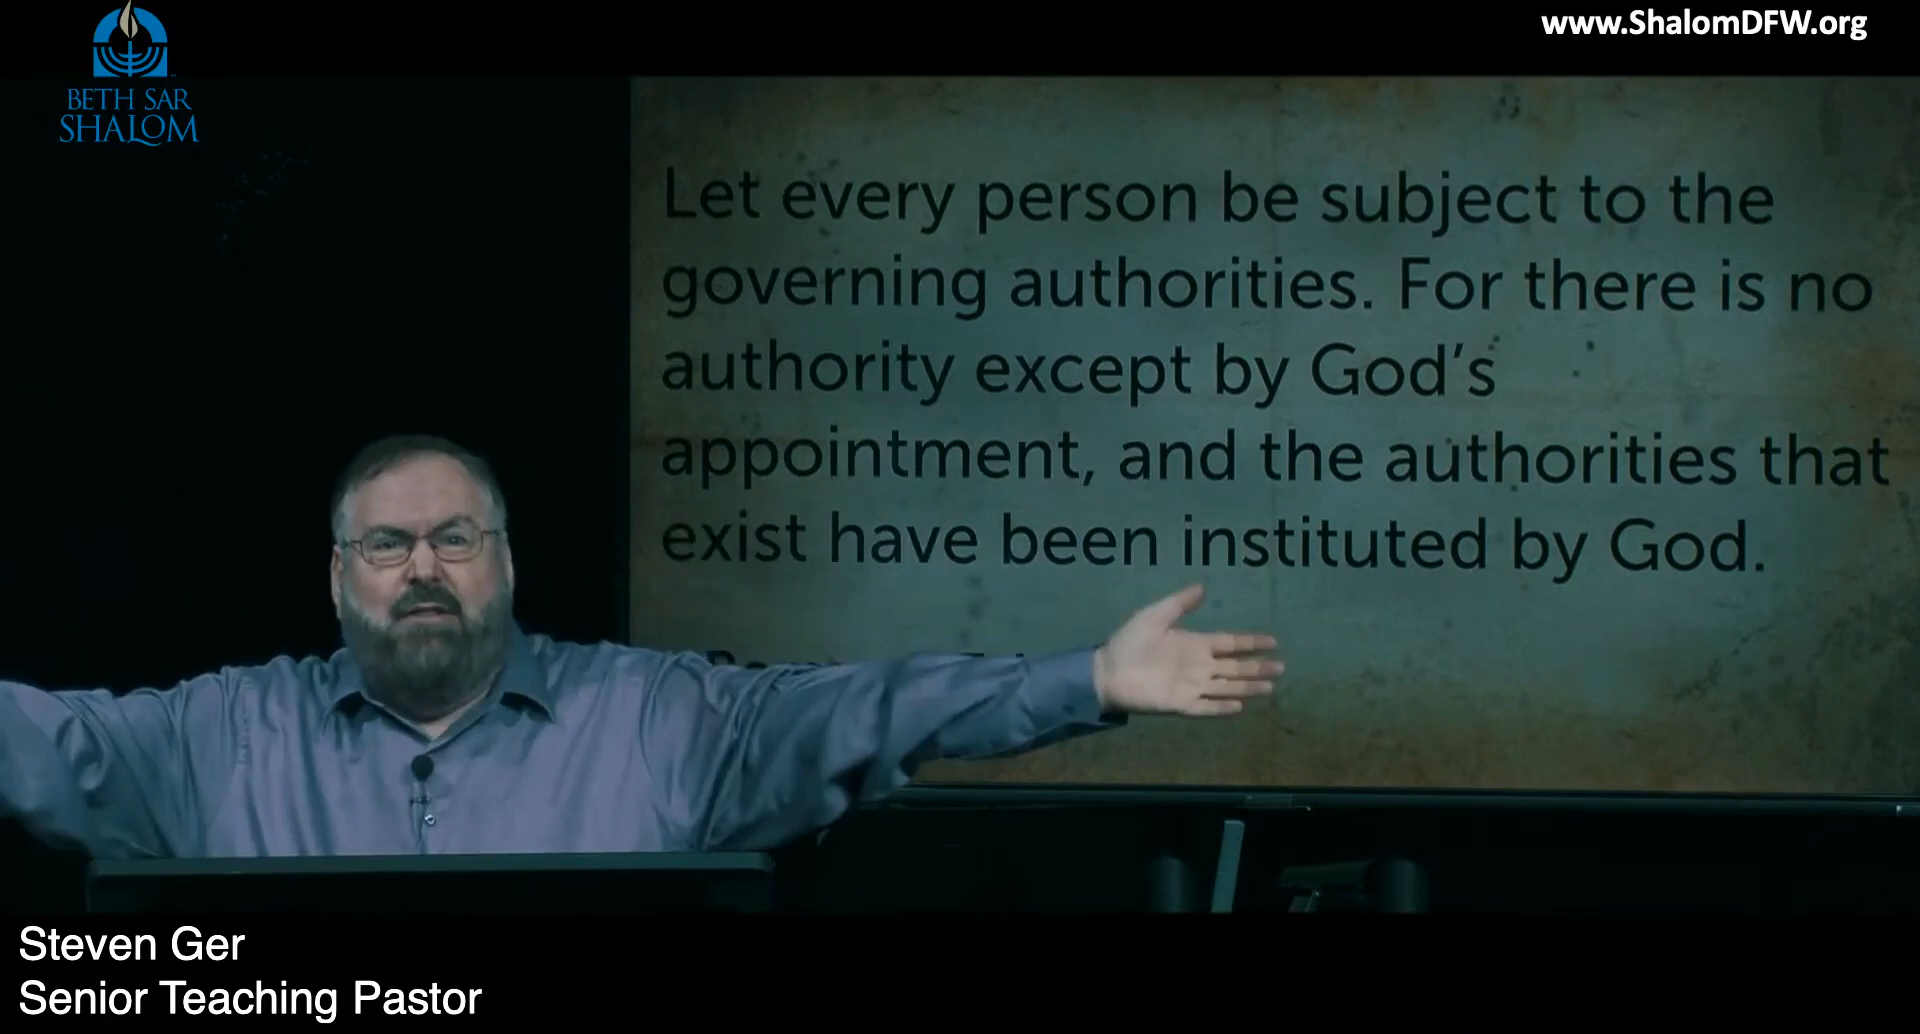 www.ShalomDFW.org
BETH SAR
SHALOM
Let every person be subject to the
governing authorities. For there is no
authority except by God's
appointment, and the authorities that
exist have been instituted by God.
Steven Ger
Senior Teaching Pastor